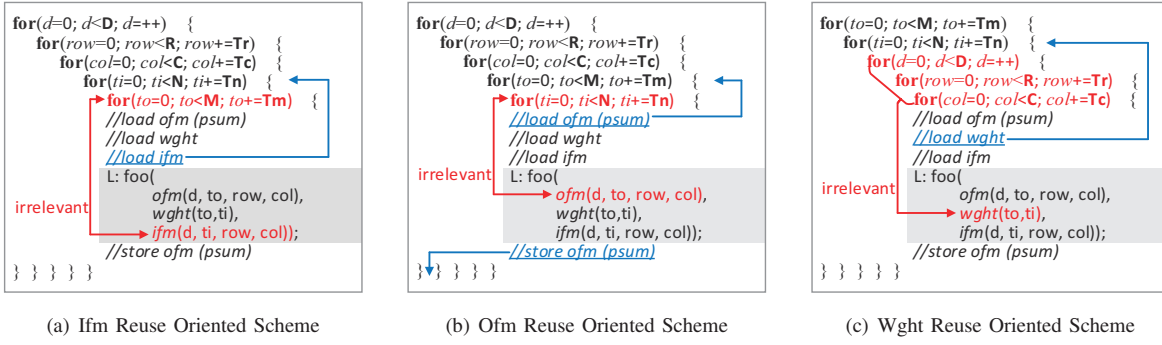 for(d=0; d<D; d=++) {
for(row=0; row<R; row+=Tr) {
for(col=0; col<C; col+=Tc) {
for(ti=0; ti<N; ti+=Tn) {
for(to=0; to<M; to+=Tm) {
//load ofm (psum)
//load wght
//load ifm
L: foo(
ofm(d, to, row, col),
wght(to,ti),
ifm(d, ti, row, col));
//store ofm (psum)
} } } } }
irrelevant
(a) Ifm Reuse Oriented Scheme
for(d=0; d<D; d=++) {
for(row=0; row<R; row+=Tr) {
for(col=0; col<C; col+=Tc) {
for(to=0; to<M; to+=Tm) {
for(ti=0; ti<N; ti+=Tn) {
//load ofm (psum)
//load wght
//load ifm
L: foo(
ofm(d, to, row, col),
wght(to,ti),
ifm(d, ti, row, col));
//store ofm (psum)
} } } } }
irrelevant
(b) Ofm Reuse Oriented Scheme
for(to=0; to<M; to+=Tm) {
for(ti=0; ti<N; ti+=Tn) {
for(d=0; d<D; d=++) {
for(row=0; row<R; row+=Tr) {
for(col=0; col<C; col+=Tc) {
//load ofm (psum)
//load wght
//load ifm
L: foo(
ofm(d, to, row, col),
wght(to,ti),
ifm(d, ti, row, col));
//store ofm (psum)
} } } } }
irrelevant
(c) Wght Reuse Oriented Scheme